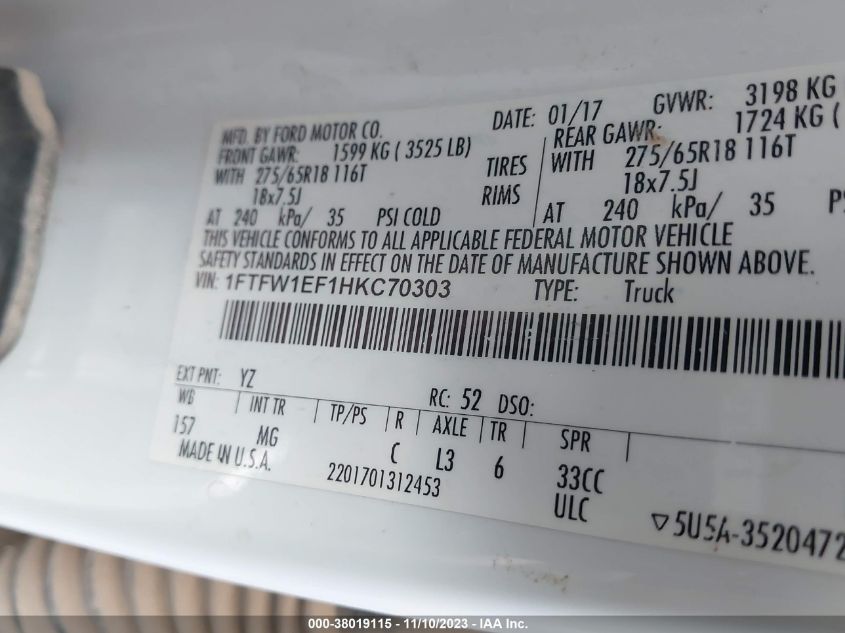 MFD. BY FORD MOTOR CO.
DATE: 01/17 GVWR: 3198 KG
FRONT GAWR: 1599 KG ( 3525 LB)
REAR GAWR: 1724 KG (
WITH 275/65R18 116T TIRES WITH 275/65R18 116T
18x7.5J RIMS 18x7.5J
AT 240 kPa/ 35 PSI COLD AT 240 kPa/ 35
THIS VEHICLE CONFORMS TO ALL APPLICABLE FEDERAL MOTOR VEHICLE
SAFETY STANDARDS IN EFFECT ON THE DATE OF MANUFACTURE SHOWN ABOVE.
VIN: 1FTFW1EF1HKC70303 TYPE: Truck
EXT PNT: YZ RC: 52 DSO:
WB INT TR TP/PS R AXLE TR SPR
157 MG C L3 6 33CC
MADE IN U.S.A. 2201701312453 ULC
▽5U5A-3520472
000-38019115 - 11/10/2023 - IAA Inc.